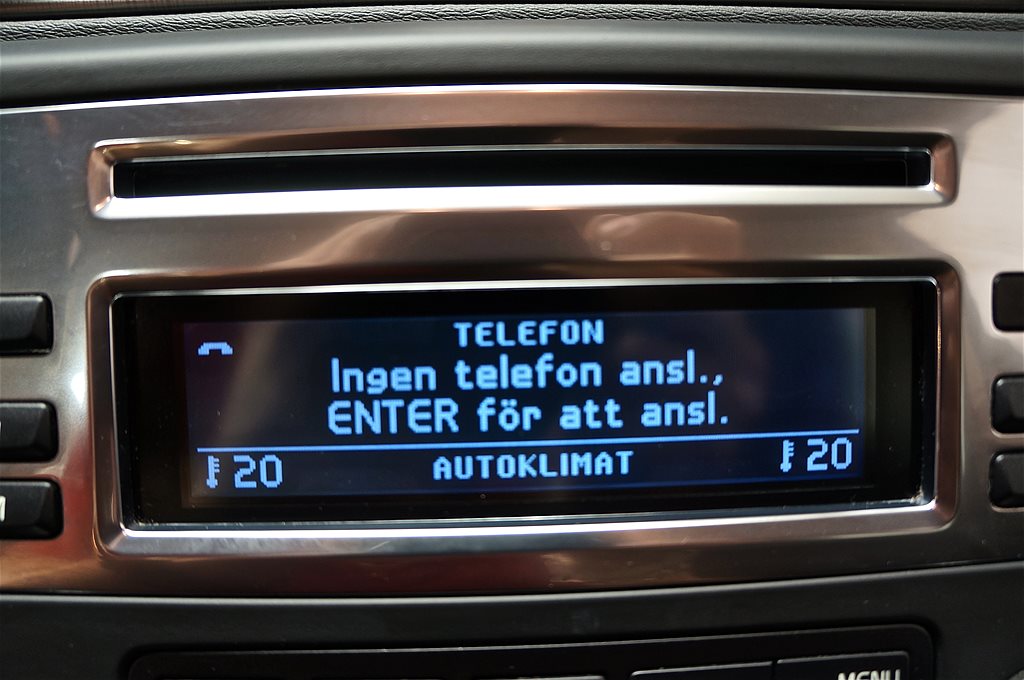 TELEFON
Ingen telefon ansl.,
ENTER för att ansl.
20 AUTOKLIMAT 20
MENU